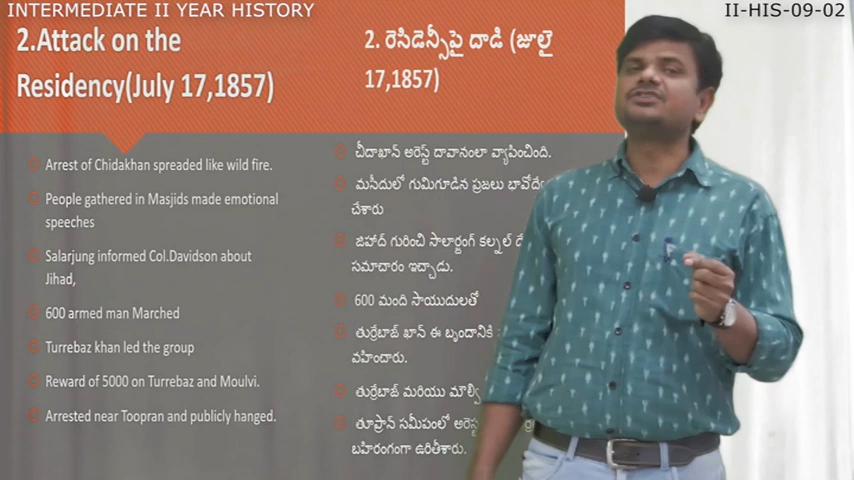 INTERMEDIATE II YEAR HISTORY
II-HIS-09-02
2.Attack on the
Residency(July 17,1857)
2. రెసిడెన్సీపై దాడి (జూలై
17,1857)
Arrest of Chidakhan spreaded like wild fire.
People gathered in Masjids made emotional
speeches
Salarjung informed Col.Davidson about
Jihad,
600 armed man Marched
Turrebaz khan led the group
Reward of 5000 on Turrebaz and Moulvi.
Arrested near Toopran and publicly hanged.
చీదాఖాన్ అరెస్ట్ దావానంలా వ్యాపించింది.
మసీదులో గుమిగూడిన ప్రజలు
చేశారు
జిహాద్ గురించి సాలార్జంగ్ కల్నల్
సమాచారం ఇచ్చాడు.
600 మంది సాయుదులతో
తుర్రేబాజ్ ఖాన్ ఈ బృందానికి
వహించారు.
తుర్రేబాజ్ మరియు
తూప్రాన్ సమీపంలో
బహిరంగంగా ఉరితీశారు.